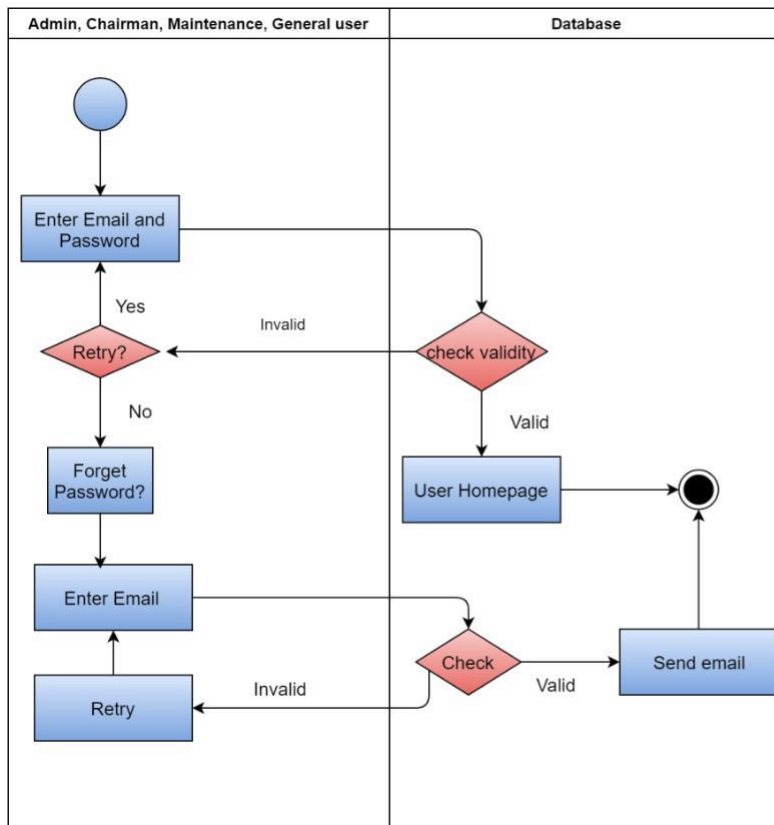 Admin, Chairman, Maintenance, General user
Database
Enter Email and
Password
Yes
Invalid
Retry?
check validity
No
Valid
Forget
Password?
User Homepage
Enter Email
Check
Send email
Invalid
Valid
Retry